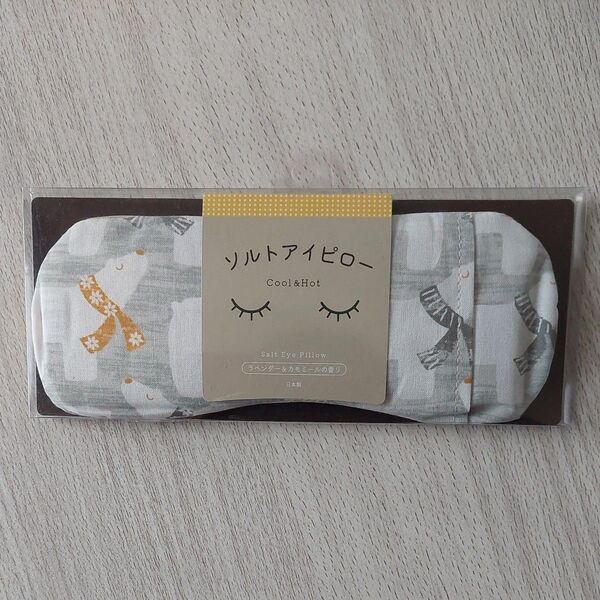 ソルトアイピロー
Cool&Hot
Salt Eye Pillow
ラベンダー&カモミールの香り
日本製